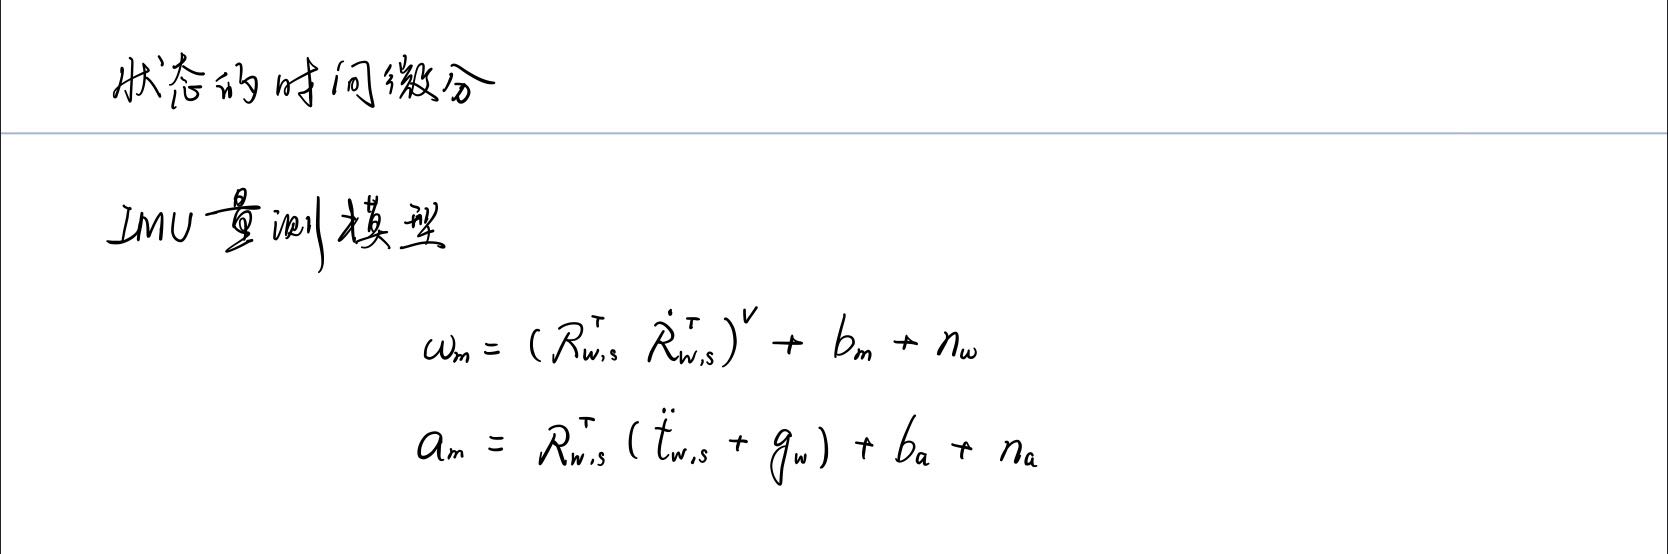 状态的时间微分
IMU量测模型
ω_m = (R_{w,s}^T Ṙ_{w,s}^T)^∨ + b_m + n_w
a_m = R_{w,s}^T (ẗ_{w,s} + g_w) + b_a + n_a